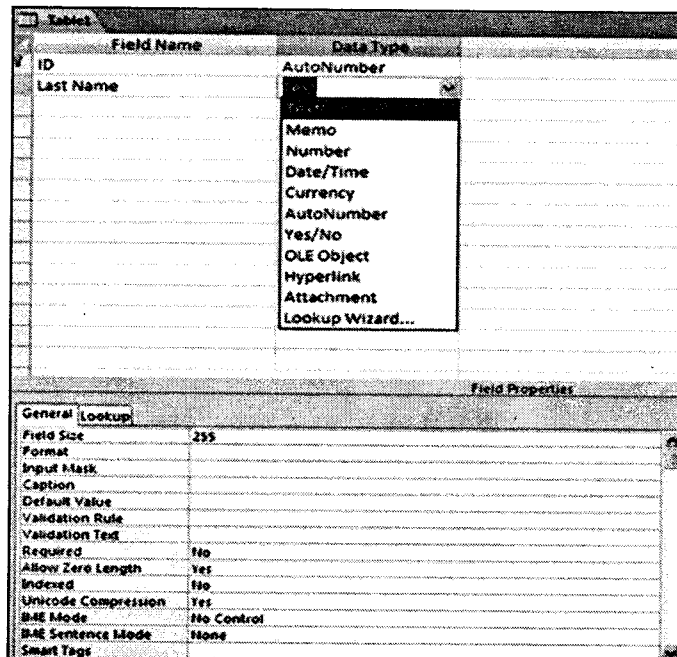 Table1
Field Name Data Type
ID AutoNumber
Last Name Text
Memo
Number
Date/Time
Currency
AutoNumber
Yes/No
OLE Object
Hyperlink
Attachment
Lookup Wizard...
Field Properties
General Lookup
Field Size 255
Format
Input Mask
Caption
Default Value
Validation Rule
Validation Text
Required No
Allow Zero Length Yes
Indexed No
Unicode Compression Yes
IME Mode No Control
IME Sentence Mode None
Smart Tags